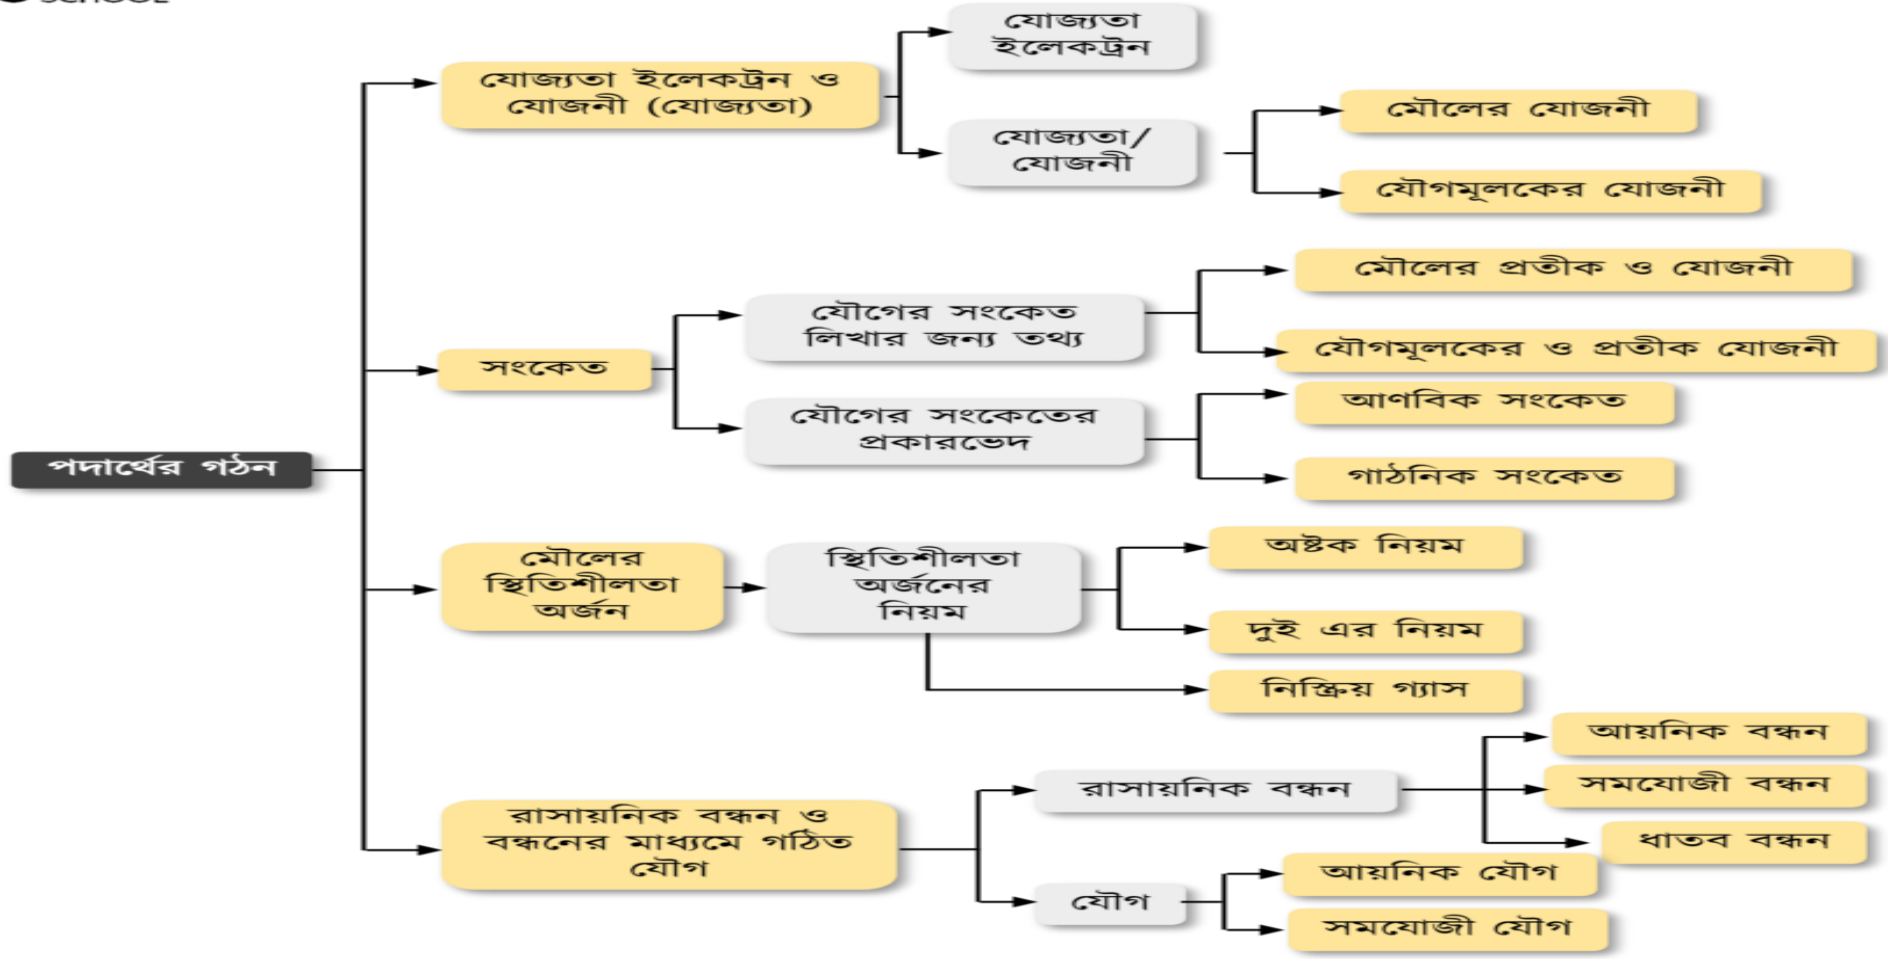 SCHOOL
যোজ্যতা
ইলেকট্রন
যোজ্যতা ইলেকট্রন ও
যোজনী (যোজ্যতা)
মৌলের যোজনী
যোজ্যতা/
যোজনী
যৌগমূলকের যোজনী
মৌলের প্রতীক ও যোজনী
যৌগের সংকেত
লিখার জন্য তথ্য
যৌগমূলকের ও প্রতীক যোজনী
সংকেত
আণবিক সংকেত
যৌগের সংকেতের
প্রকারভেদ
গাঠনিক সংকেত
পদার্থের গঠন
মৌলের
স্থিতিশীলতা
অর্জন
স্থিতিশীলতা
অর্জনের
নিয়ম
অষ্টক নিয়ম
দুই এর নিয়ম
নিস্ক্রিয় গ্যাস
আয়নিক বন্ধন
রাসায়নিক বন্ধন
সমযোজী বন্ধন
ধাতব বন্ধন
রাসায়নিক বন্ধন ও
বন্ধনের মাধ্যমে গঠিত
যৌগ
আয়নিক যৌগ
যৌগ
সমযোজী যৌগ